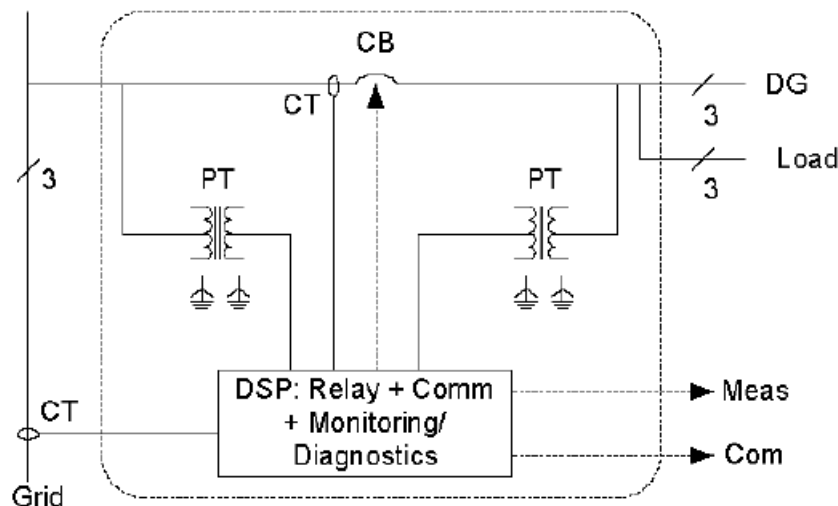 CB
CT
DG
3
Load
3
3
PT
PT
DSP: Relay + Comm
+ Monitoring/
Diagnostics
Meas
CT
Com
Grid